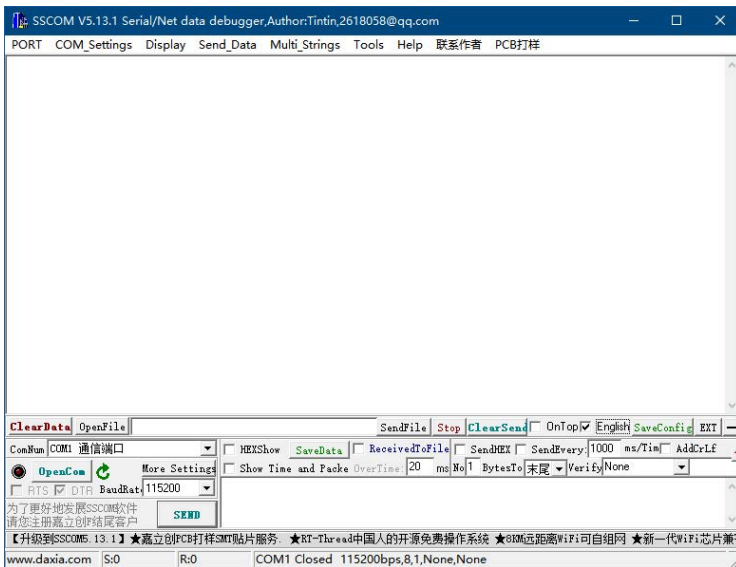 SSCOM V5.13.1 Serial/Net data debugger,Author:Tintin,2618058@qq.com
PORT COM_Settings Display Send_Data Multi_Strings Tools Help 联系作者 PCB打样
ClearData OpenFile SendFile Stop ClearSend OnTop English SaveConfig EXT
ComNum COM1 通信端口 HEXShow SaveData ReceivedToFile SendHEX SendEvery: 1000 ms/Tim AddCrLf
OpenCom More Settings Show Time and Packe OverTime: 20 ms No 1 BytesTo 末尾 Verify None
RTS DTR BaudRat: 115200
为了更好地发展SSCOM软件
请您注册嘉立创F结尾客户
SEND
【升级到SSCOM5.13.1】★嘉立创PCB打样SMT贴片服务. ★RT-Thread中国人的开源免费操作系统 ★8KM远距离WiFi可自组网 ★新一代WiFi芯片兼
www.daxia.com S:0 R:0 COM1 Closed 115200bps,8,1,None,None